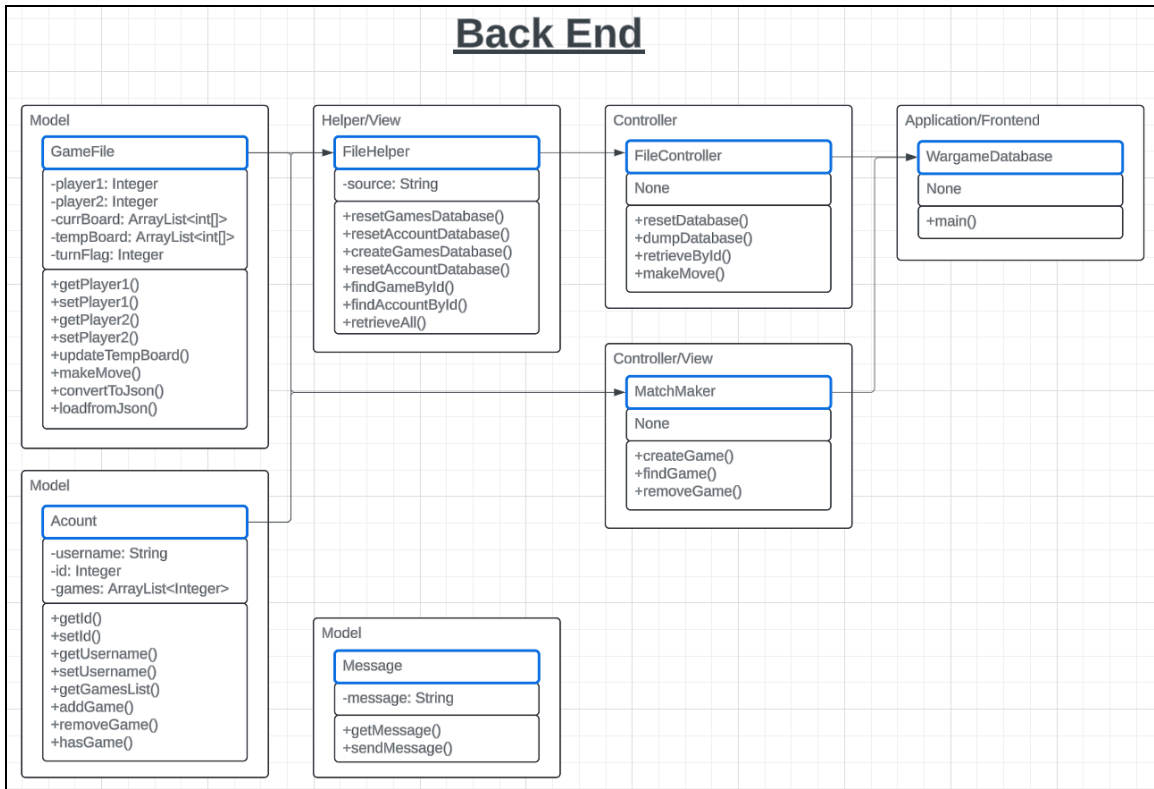 Back End
Model
GameFile
-player1: Integer
-player2: Integer
-currBoard: ArrayList<int[]>
-tempBoard: ArrayList<int[]>
-turnFlag: Integer
+getPlayer1()
+setPlayer1()
+getPlayer2()
+setPlayer2()
+updateTempBoard()
+makeMove()
+convertToJson()
+loadfromJson()
Helper/View
FileHelper
-source: String
+resetGamesDatabase()
+resetAccountDatabase()
+createGamesDatabase()
+resetAccountDatabase()
+findGameById()
+findAccountById()
+retrieveAll()
Controller
FileController
None
+resetDatabase()
+dumpDatabase()
+retrieveById()
+makeMove()
Application/Frontend
WargameDatabase
None
+main()
Controller/View
MatchMaker
None
+createGame()
+findGame()
+removeGame()
Model
Acount
-username: String
-id: Integer
-games: ArrayList<Integer>
+getId()
+setId()
+getUsername()
+setUsername()
+getGamesList()
+addGame()
+removeGame()
+hasGame()
Model
Message
-message: String
+getMessage()
+sendMessage()